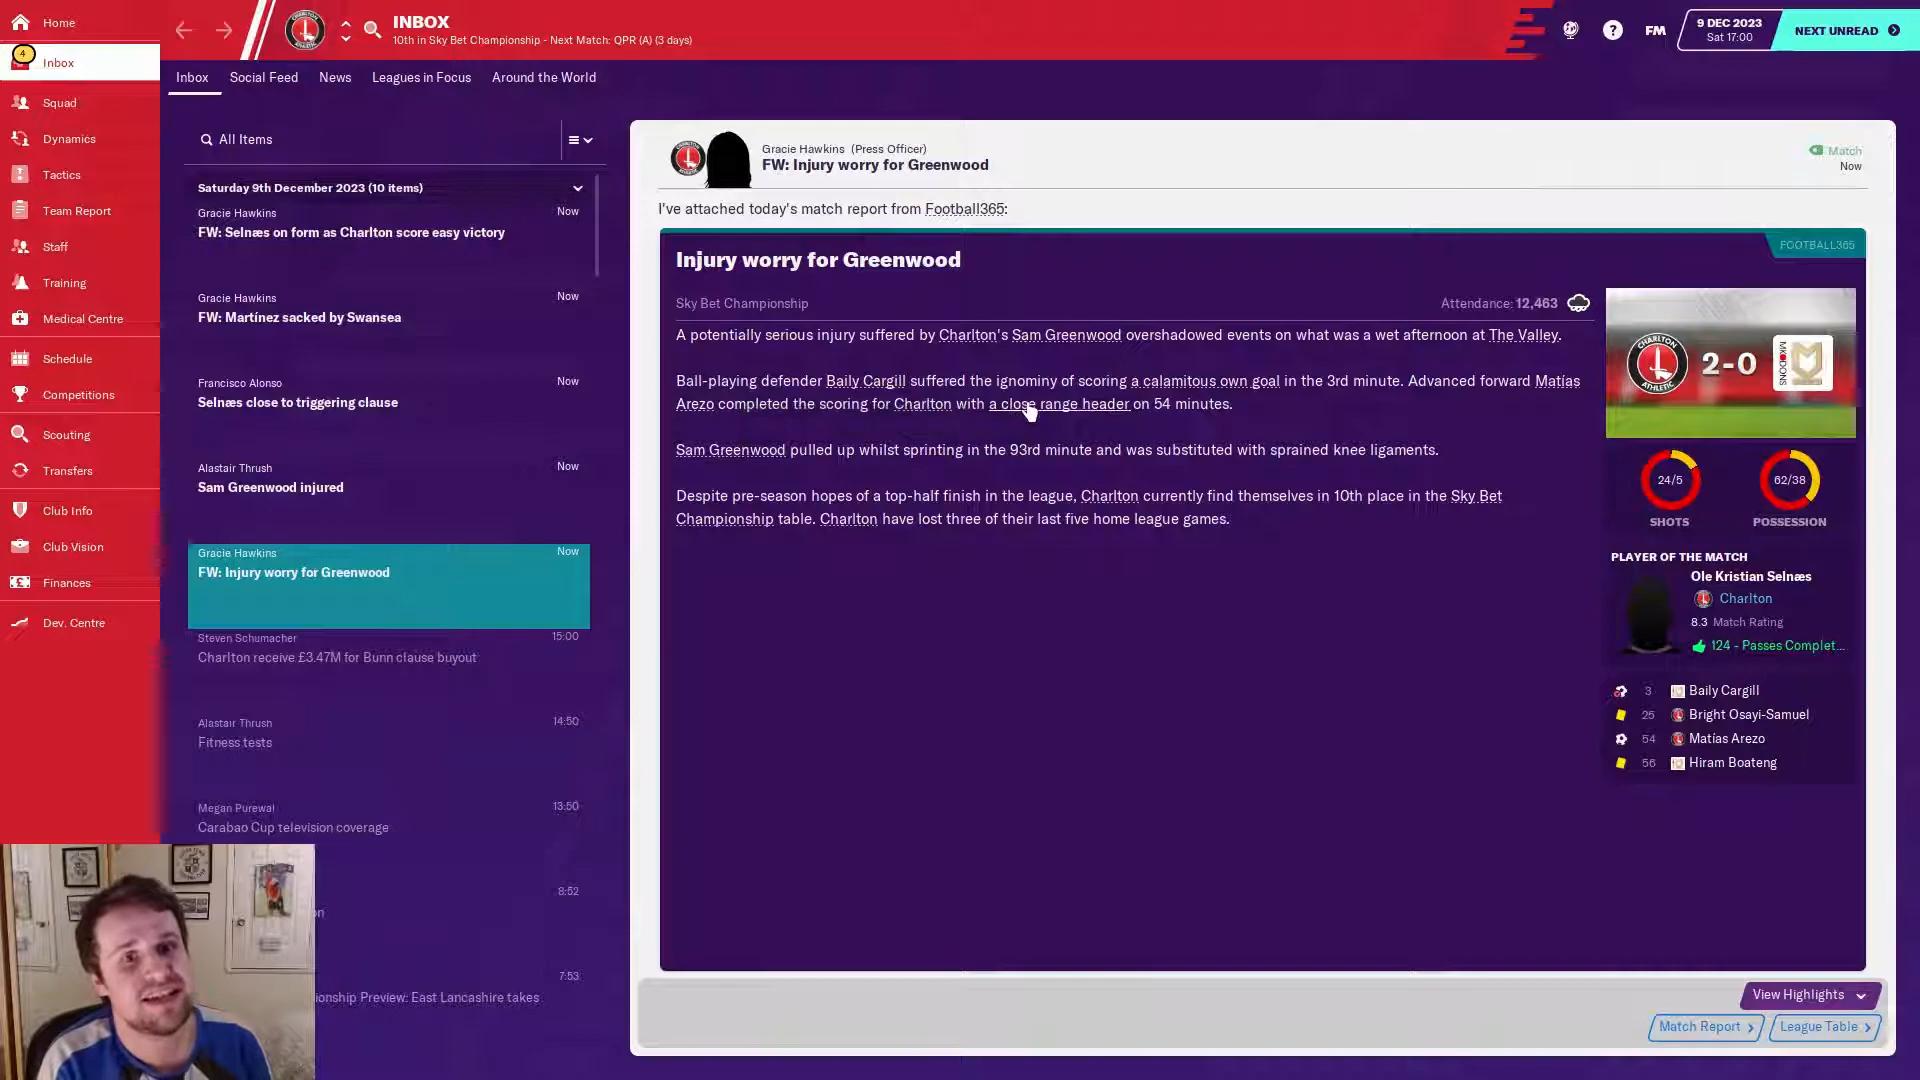 Home
4
Inbox
Squad
Dynamics
Tactics
Team Report
Staff
Training
Medical Centre
Schedule
Competitions
Scouting
Transfers
Club Info
Club Vision
Finances
Dev. Centre
INBOX
10th in Sky Bet Championship - Next Match: QPR (A) (3 days)
FM
9 DEC 2023
Sat 17:00
NEXT UNREAD
Inbox Social Feed News Leagues in Focus Around the World
All Items
Saturday 9th December 2023 (10 items)
Gracie Hawkins Now
FW: Selnæs on form as Charlton score easy victory
Gracie Hawkins Now
FW: Martínez sacked by Swansea
Francisco Alonso Now
Selnæs close to triggering clause
Alastair Thrush Now
Sam Greenwood injured
Gracie Hawkins Now
FW: Injury worry for Greenwood
Steven Schumacher 15:00
Charlton receive £3.47M for Bunn clause buyout
Alastair Thrush 14:50
Fitness tests
Megan Purewal 13:50
Carabao Cup television coverage
8:52
on
7:53
ionship Preview: East Lancashire takes
Gracie Hawkins (Press Officer)
FW: Injury worry for Greenwood
Match
Now
I've attached today's match report from Football365:
FOOTBALL365
Injury worry for Greenwood
Sky Bet Championship Attendance: 12,463
A potentially serious injury suffered by Charlton's Sam Greenwood overshadowed events on what was a wet afternoon at The Valley.
Ball-playing defender Baily Cargill suffered the ignominy of scoring a calamitous own goal in the 3rd minute. Advanced forward Matías
Arezo completed the scoring for Charlton with a close range header on 54 minutes.
Sam Greenwood pulled up whilst sprinting in the 93rd minute and was substituted with sprained knee ligaments.
Despite pre-season hopes of a top-half finish in the league, Charlton currently find themselves in 10th place in the Sky Bet
Championship table. Charlton have lost three of their last five home league games.
CHARLTON ATHLETIC
2-0
MK DONS
24/5
SHOTS
62/38
POSSESSION
PLAYER OF THE MATCH
Ole Kristian Selnæs
Charlton
8.3 Match Rating
124 - Passes Complet...
3 Baily Cargill
25 Bright Osayi-Samuel
54 Matías Arezo
56 Hiram Boateng
View Highlights
Match Report
League Table